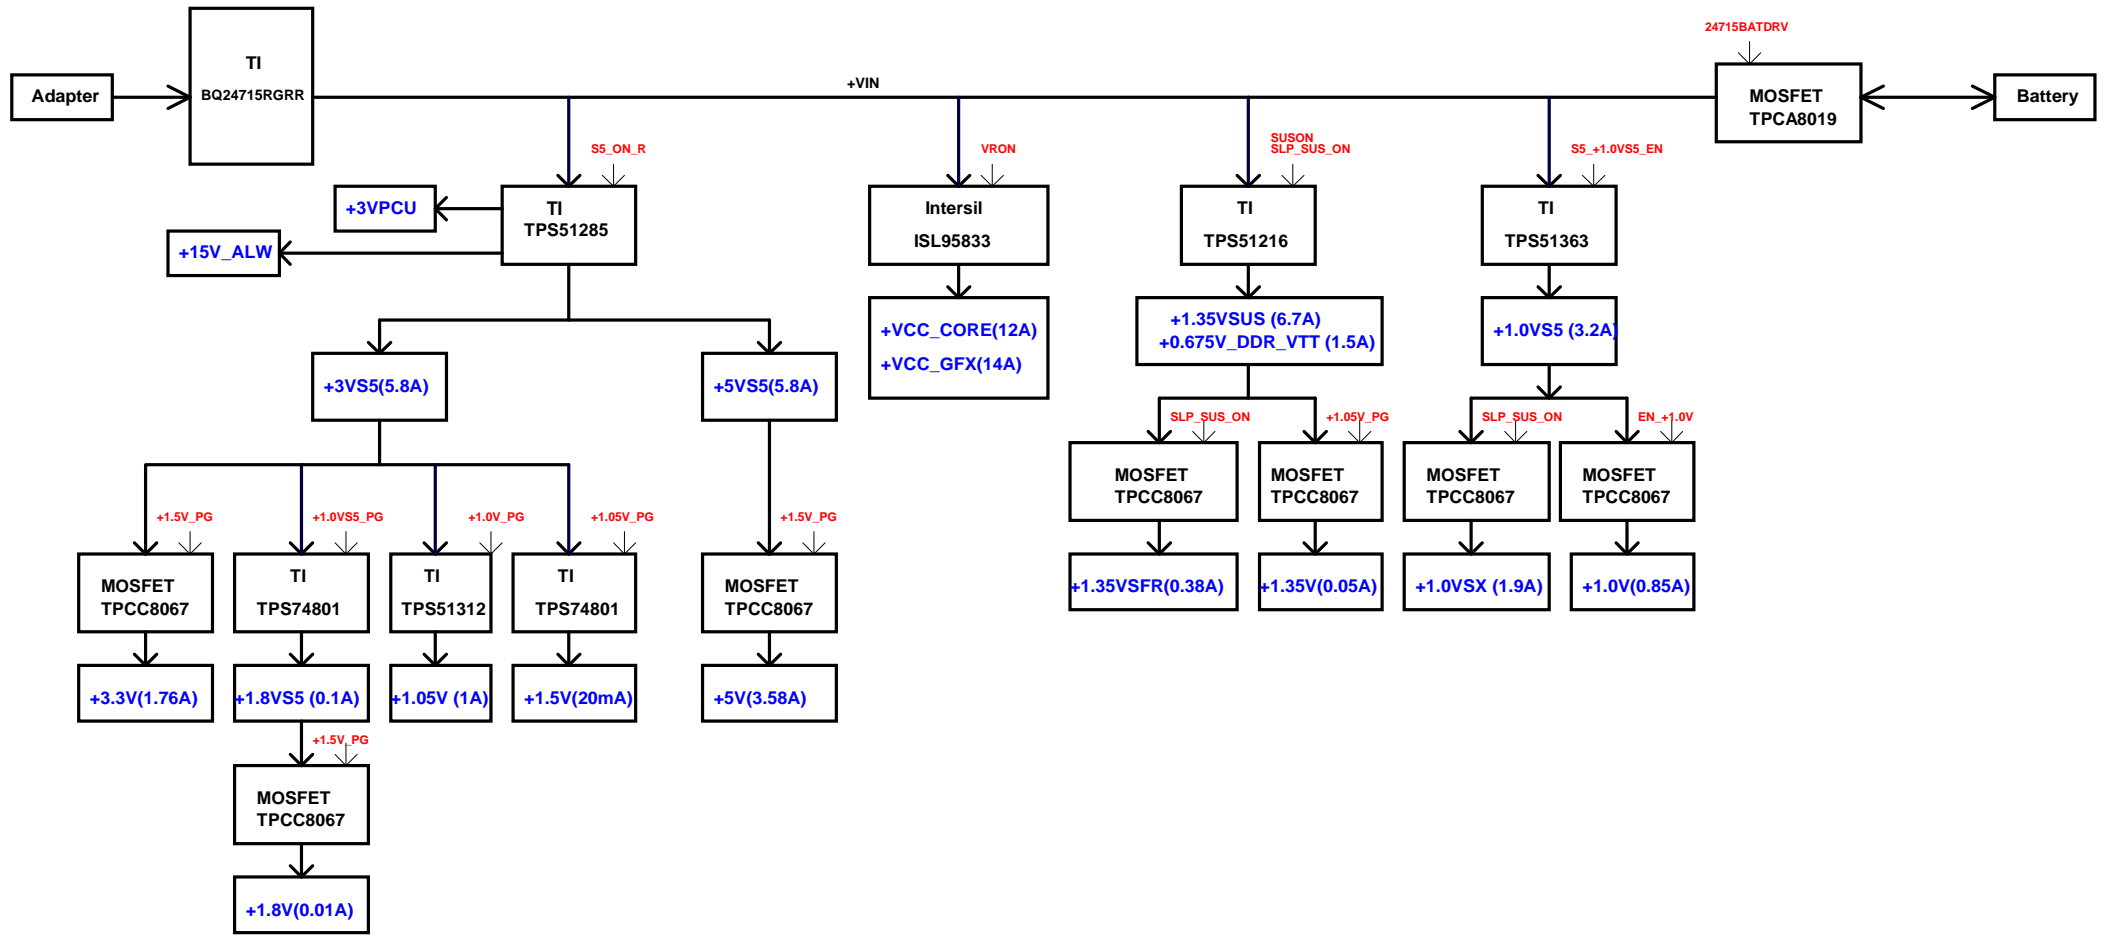 24715BATDRV
TI
BQ24715RGRR
Adapter
+VIN
MOSFET
TPCA8019
Battery
S5_ON_R
VRON
SUSON
SLP_SUS_ON
S5_+1.0VS5_EN
+3VPCU
TI
TPS51285
+15V_ALW
Intersil
ISL95833
TI
TPS51216
TI
TPS51363
+VCC_CORE(12A)
+VCC_GFX(14A)
+1.35VSUS (6.7A)
+0.675V_DDR_VTT (1.5A)
+1.0VS5 (3.2A)
+3VS5(5.8A)
+5VS5(5.8A)
SLP_SUS_ON
+1.05V_PG
SLP_SUS_ON
EN_+1.0V
MOSFET
TPCC8067
MOSFET
TPCC8067
MOSFET
TPCC8067
MOSFET
TPCC8067
+1.5V_PG
+1.0VS5_PG
+1.0V_PG
+1.05V_PG
+1.5V_PG
MOSFET
TPCC8067
TI
TPS74801
TI
TPS51312
TI
TPS74801
MOSFET
TPCC8067
+1.35VSFR(0.38A)
+1.35V(0.05A)
+1.0VSX (1.9A)
+1.0V(0.85A)
+3.3V(1.76A)
+1.8VS5 (0.1A)
+1.05V (1A)
+1.5V(20mA)
+5V(3.58A)
+1.5V_PG
MOSFET
TPCC8067
+1.8V(0.01A)